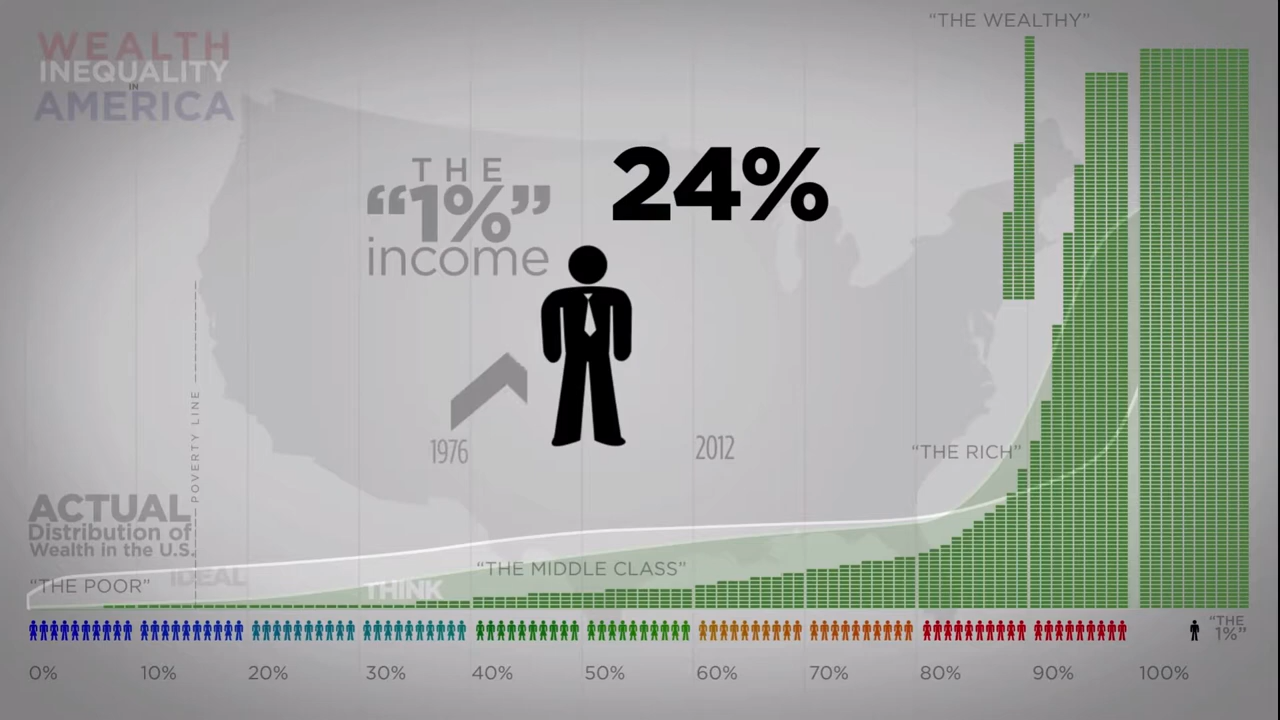 "THE WEALTHY"
WEALTH
INEQUALITY
IN
AMERICA
THE
"1%"
income
24%
1976
2012
POVERTY LINE
"THE RICH"
ACTUAL
Distribution of
Wealth in the U.S.
"THE POOR"
IDEAL
THINK
"THE MIDDLE CLASS"
"THE
1%"
0% 10% 20% 30% 40% 50% 60% 70% 80% 90% 100%